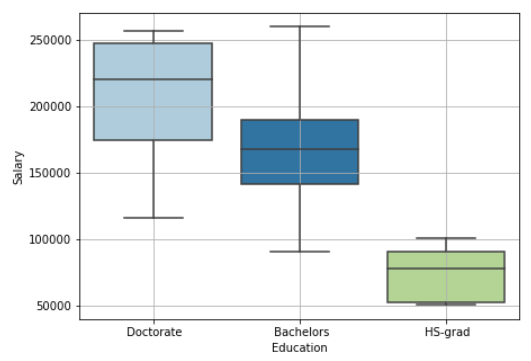 250000
200000
150000
100000
50000
Salary
Doctorate
Bachelors
HS-grad
Education